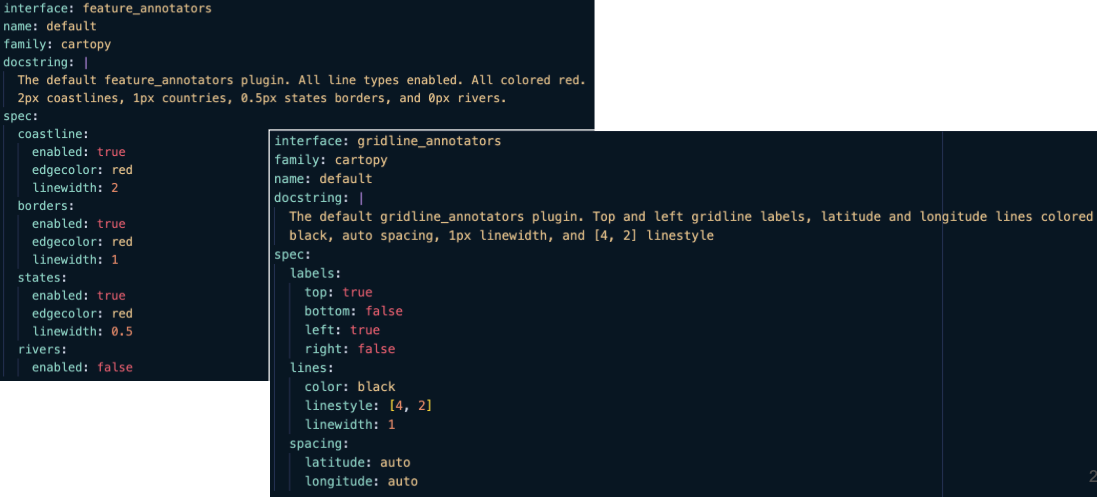 interface: feature_annotators
name: default
family: cartopy
docstring: |
  The default feature_annotators plugin. All line types enabled. All colored red.
  2px coastlines, 1px countries, 0.5px states borders, and 0px rivers.
spec:
  coastline:
    enabled: true
    edgecolor: red
    linewidth: 2
  borders:
    enabled: true
    edgecolor: red
    linewidth: 1
  states:
    enabled: true
    edgecolor: red
    linewidth: 0.5
  rivers:
    enabled: false
interface: gridline_annotators
family: cartopy
name: default
docstring: |
  The default gridline_annotators plugin. Top and left gridline labels, latitude and longitude lines colored
  black, auto spacing, 1px linewidth, and [4, 2] linestyle
spec:
  labels:
    top: true
    bottom: false
    left: true
    right: false
  lines:
    color: black
    linestyle: [4, 2]
    linewidth: 1
  spacing:
    latitude: auto
    longitude: auto
2